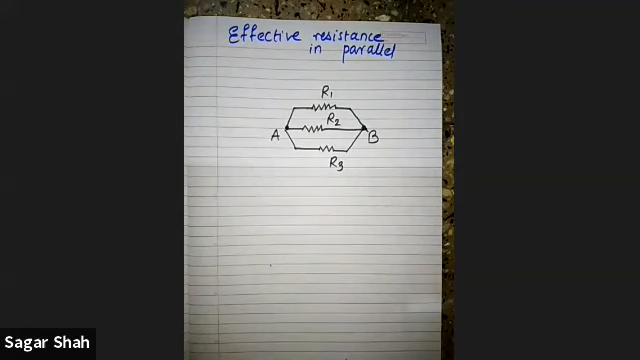 Effective resistance
in parallel
R1
R2
A
B
R3
Sagar Shah